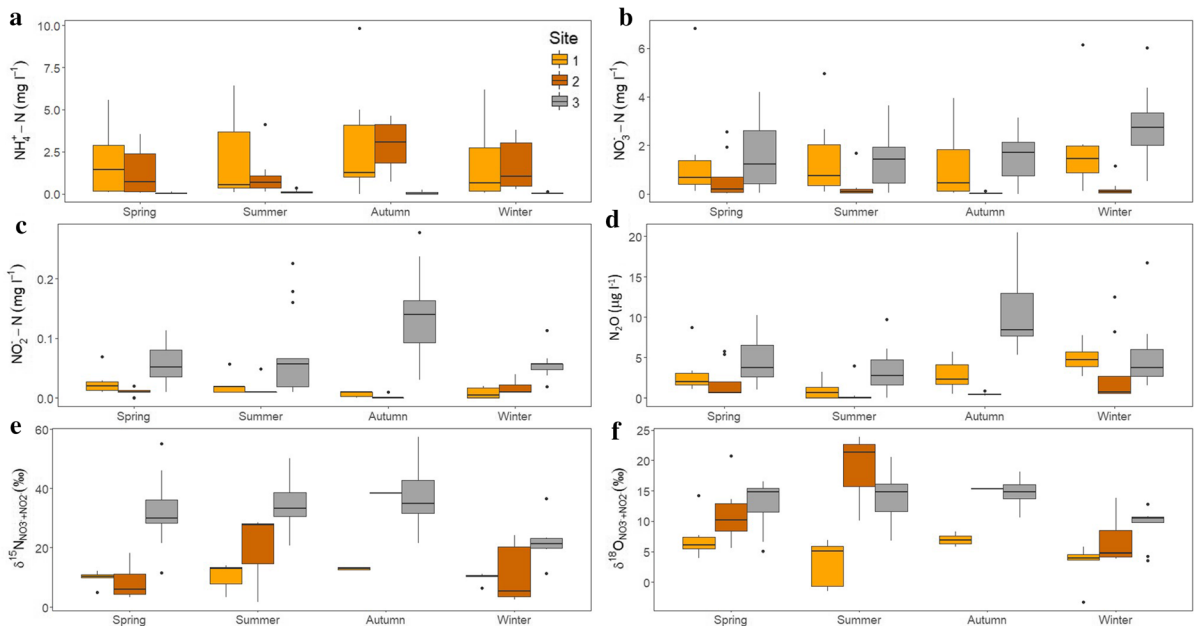 a
b
10.0
7.5
5.0
2.5
0.0
NH₄⁺ – N (mg l⁻¹)
Site
1
2
3
Spring Summer Autumn Winter
6
4
2
0
NO₃⁻ – N (mg l⁻¹)
Spring Summer Autumn Winter
c
d
0.2
0.1
0.0
NO₂⁻ – N (mg l⁻¹)
Spring Summer Autumn Winter
20
15
10
5
0
N₂O (µg l⁻¹)
Spring Summer Autumn Winter
e
f
60
40
20
0
δ¹⁵N NO3+NO2 (‰)
Spring Summer Autumn Winter
25
20
15
10
5
0
δ¹⁸O NO3+NO2 (‰)
Spring Summer Autumn Winter